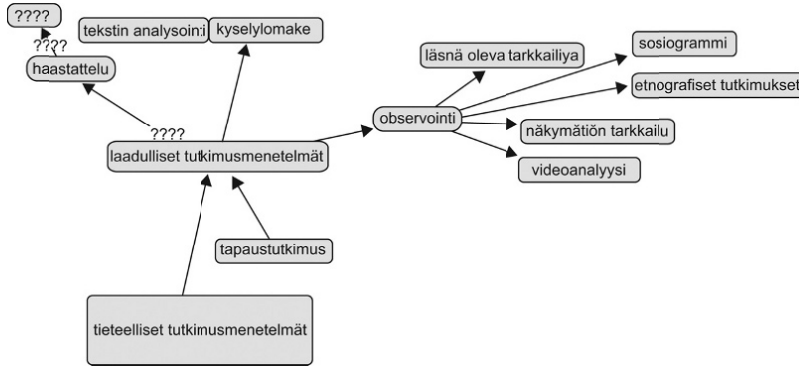 ????
tekstin analysointi
kyselylomake
????
haastattelu
läsnä oleva tarkkailiya
sosiogrammi
etnografiset tutkimukset
observointi
????
näkymätiön tarkkailu
laadulliset tutkimusmenetelmät
videoanalyysi
tapaustutkimus
tieteelliset tutkimusmenetelmät